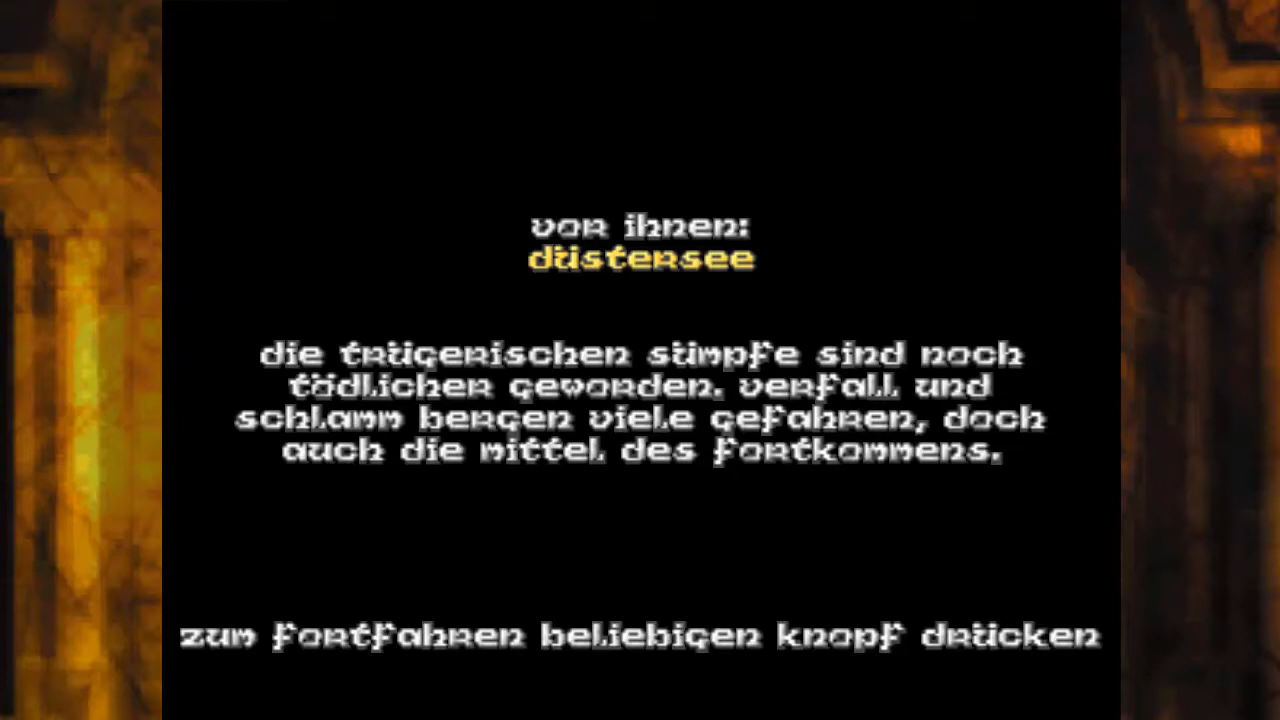 vor ihnen:
düstersee
die trügerischen sümpfe sind noch
tödlicher geworden. verfall und
schlamm bergen viele gefahren, doch
auch die mittel des fortkommens.
zum fortfahren beliebigen knopf drücken